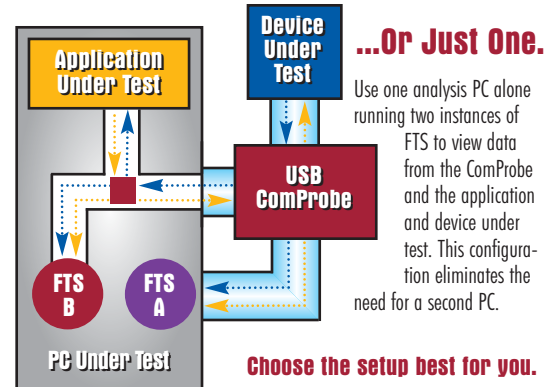 Application
Under Test
Device
Under
Test
USB
ComProbe
FTS
B
FTS
A
PC Under Test
...Or Just One.
Use one analysis PC alone
running two instances of
FTS to view data
from the ComProbe
and the application
and device under
test. This configura-
tion eliminates the
need for a second PC.
Choose the setup best for you.